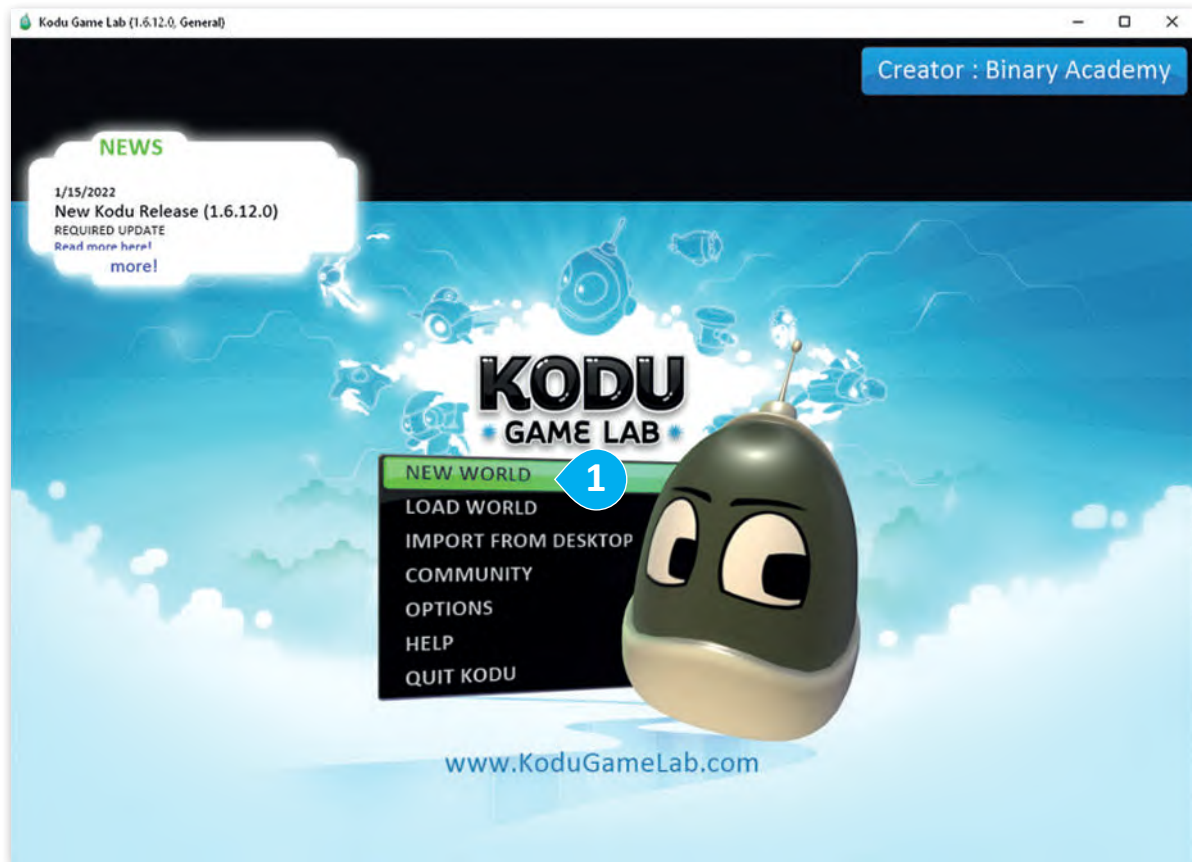 Kodu Game Lab (1.6.12.0, General)
Creator : Binary Academy
NEWS
1/15/2022
New Kodu Release (1.6.12.0)
REQUIRED UPDATE
Read more here!
more!
KODU
GAME LAB
NEW WORLD
1
LOAD WORLD
IMPORT FROM DESKTOP
COMMUNITY
OPTIONS
HELP
QUIT KODU
www.KoduGameLab.com